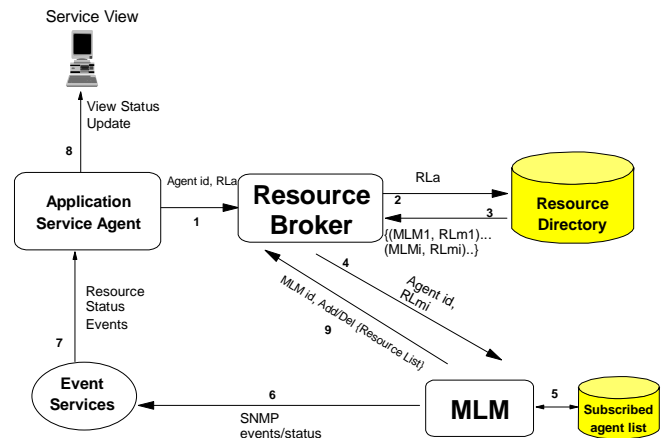 Service View
View Status
Update
8
Application
Service Agent
Agent id, RLa
1
Resource
Broker
RLa
2
3
{(MLM1, RLm1)...
(MLMi, RLmi)..}
Resource
Directory
4
Agent id,
RLmi
MLM id, Add/Del {Resource List}
9
Resource
Status
Events
7
Event
Services
6
SNMP
events/status
MLM
5
Subscribed
agent list